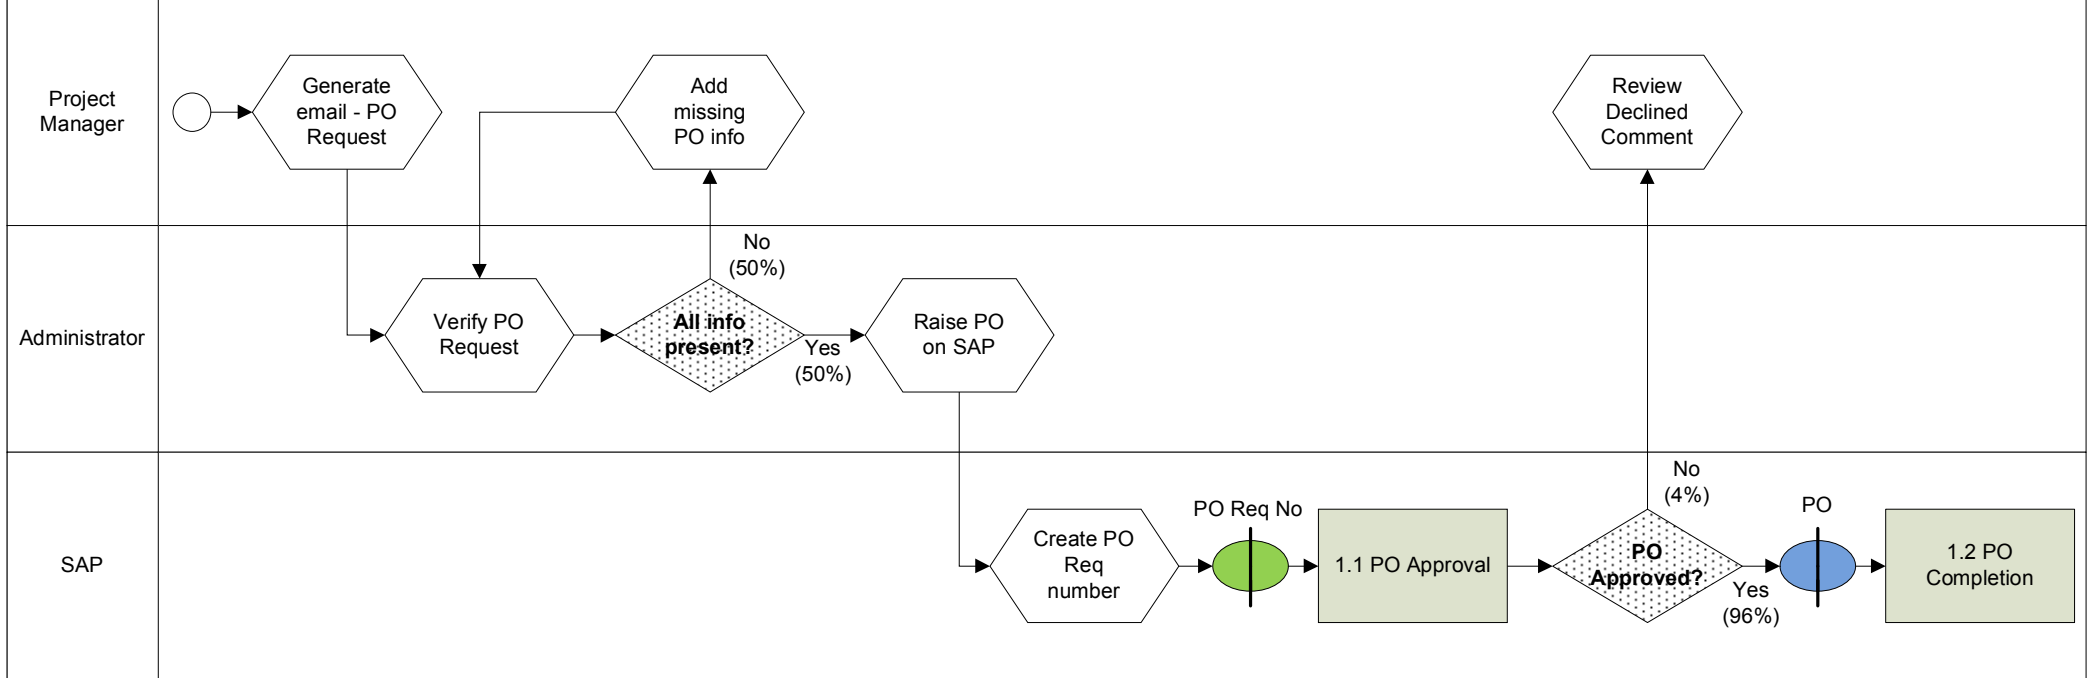 Project
Manager
Generate
email - PO
Request
Add
missing
PO info
Review
Declined
Comment
Administrator
Verify PO
Request
All info
present?
No
(50%)
Yes
(50%)
Raise PO
on SAP
SAP
Create PO
Req
number
PO Req No
1.1 PO Approval
PO
Approved?
No
(4%)
Yes
(96%)
PO
1.2 PO
Completion